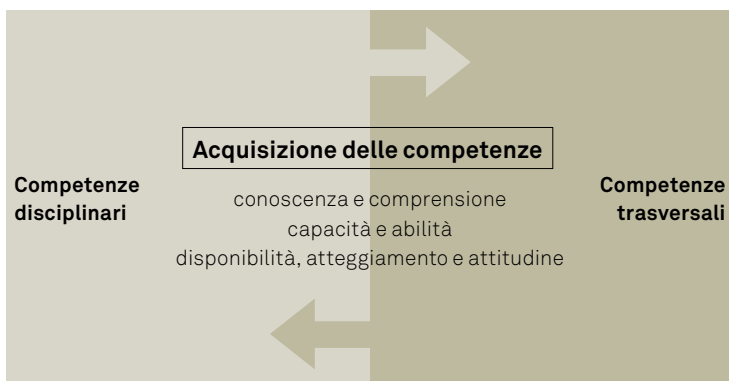 Acquisizione delle competenze
Competenze
disciplinari
conoscenza e comprensione
capacità e abilità
disponibilità, atteggiamento e attitudine
Competenze
trasversali